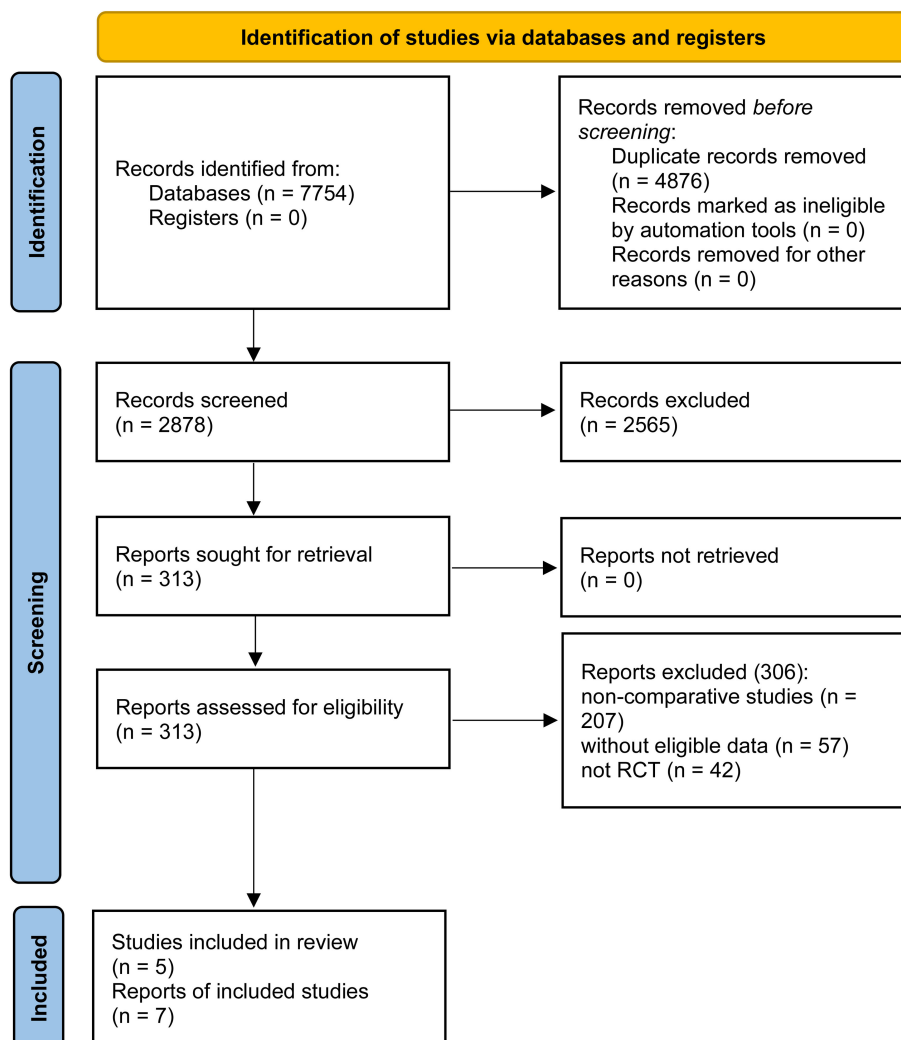 Identification of studies via databases and registers
Identification
Records identified from:
Databases (n = 7754)
Registers (n = 0)
Records removed before
screening:
Duplicate records removed
(n = 4876)
Records marked as ineligible
by automation tools (n = 0)
Records removed for other
reasons (n = 0)
Screening
Records screened
(n = 2878)
Records excluded
(n = 2565)
Reports sought for retrieval
(n = 313)
Reports not retrieved
(n = 0)
Reports assessed for eligibility
(n = 313)
Reports excluded (306):
non-comparative studies (n =
207)
without eligible data (n = 57)
not RCT (n = 42)
Included
Studies included in review
(n = 5)
Reports of included studies
(n = 7)